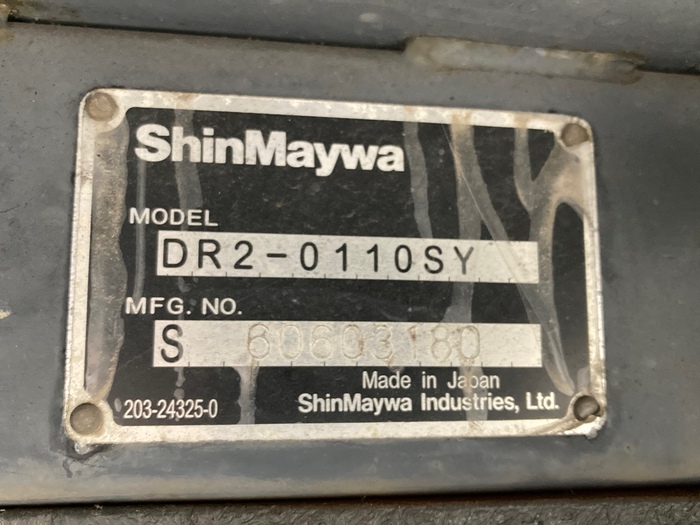 ShinMaywa
MODEL
DR2-0110SY
MFG. NO.
S 60603180
Made in Japan
203-24325-0
ShinMaywa Industries, Ltd.